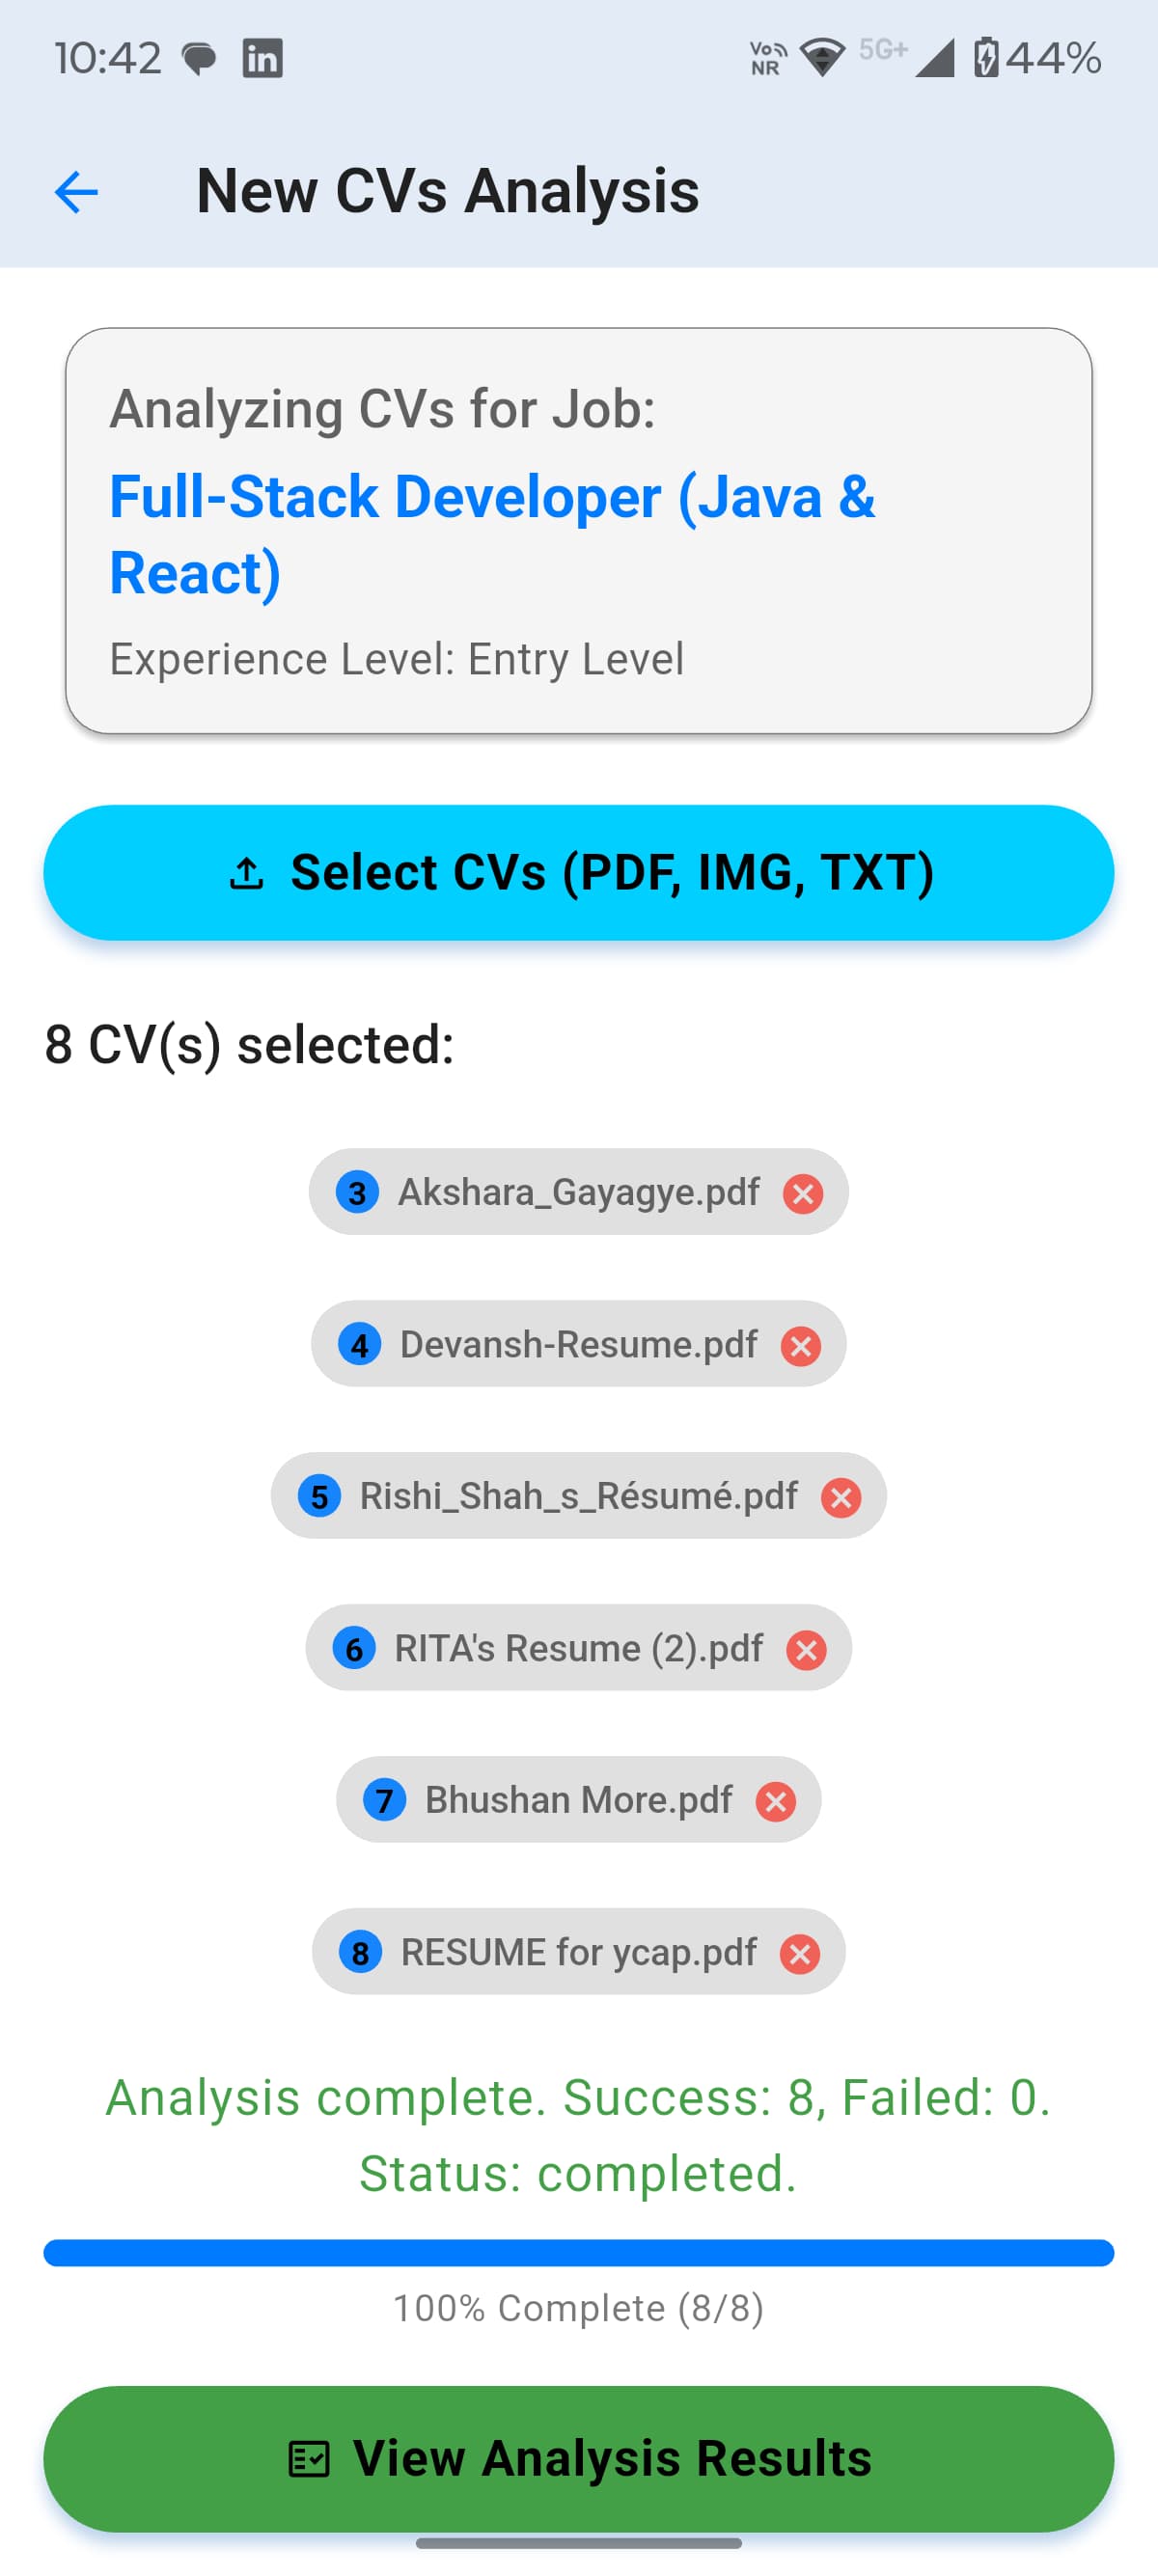 10:42
in
Vo
NR
5G+
44%
New CVs Analysis
Analyzing CVs for Job:
Full-Stack Developer (Java &
React)
Experience Level: Entry Level
Select CVs (PDF, IMG, TXT)
8 CV(s) selected:
3 Akshara_Gayagye.pdf
4 Devansh-Resume.pdf
5 Rishi_Shah_s_Résumé.pdf
6 RITA's Resume (2).pdf
7 Bhushan More.pdf
8 RESUME for ycap.pdf
Analysis complete. Success: 8, Failed: 0.
Status: completed.
100% Complete (8/8)
View Analysis Results